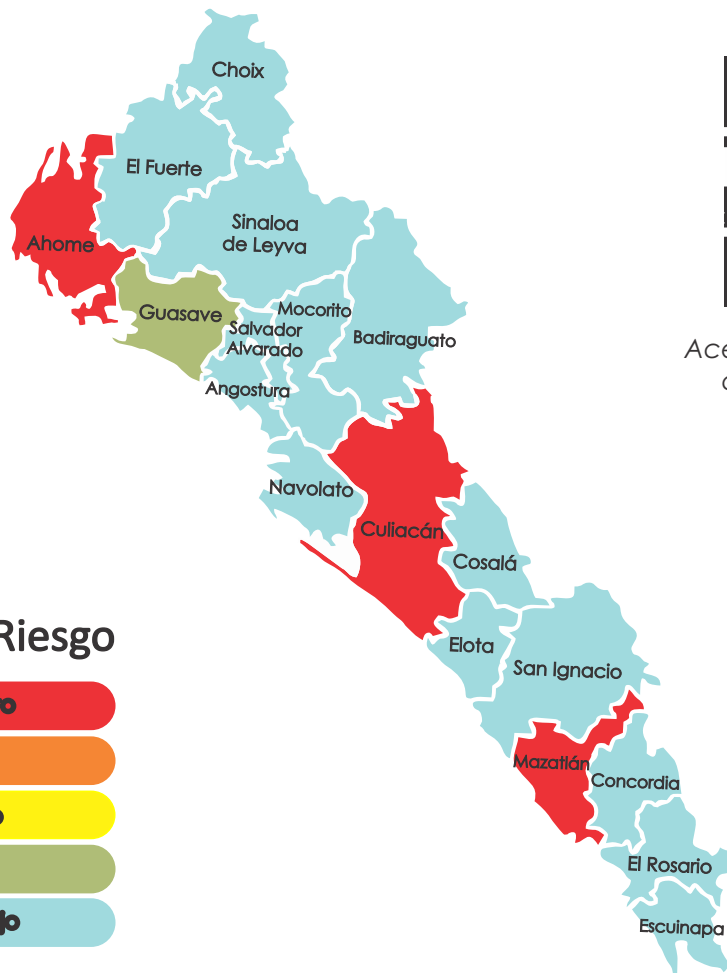 Choix
El Fuerte
Sinaloa
de Leyva
Ahome
Guasave
Mocorito
Salvador
Alvarado
Badiraguato
Angostura
Navolato
Culiacán
Cosalá
Elota
San Ignacio
Mazatlán
Concordia
El Rosario
Escuinapa
Riesgo